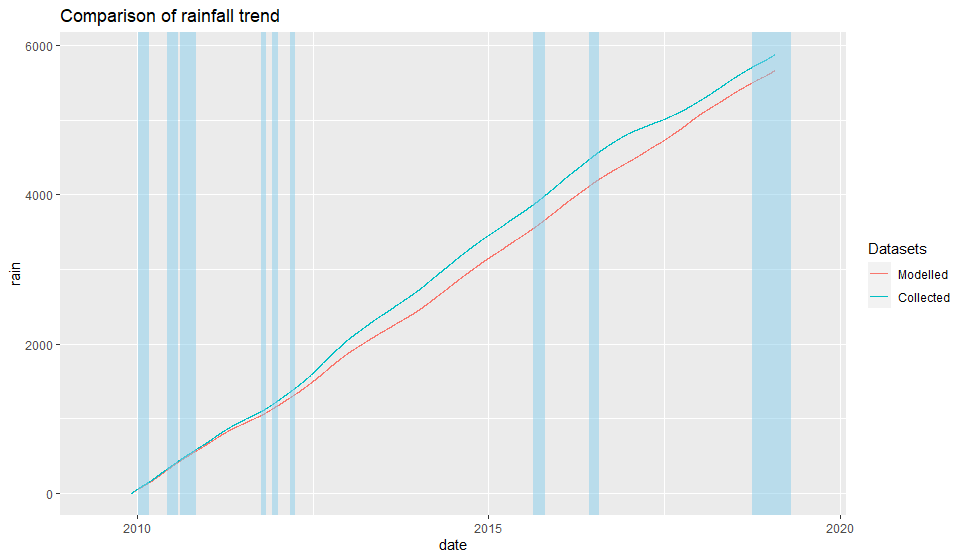 Comparison of rainfall trend
6000
4000
2000
0
rain
2010
2015
2020
date
Datasets
Modelled
Collected